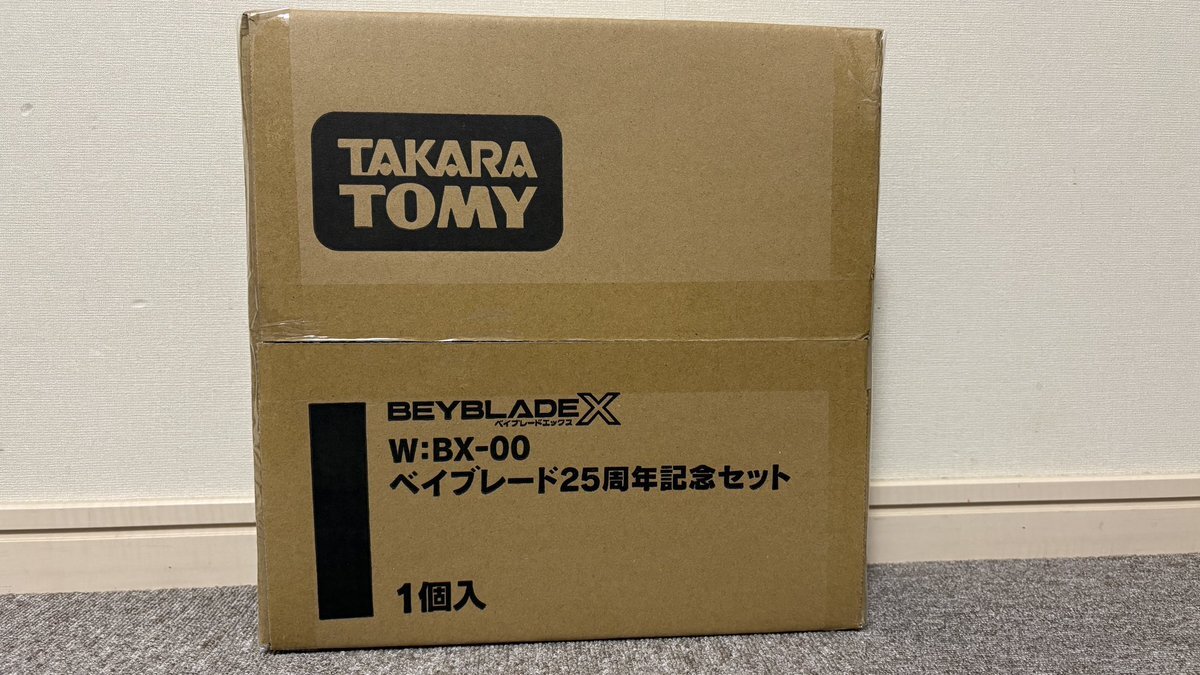 TAKARA
TOMY
BEYBLADE X
ベイブレードエックス
W:BX-00
ベイブレード25周年記念セット
1個入